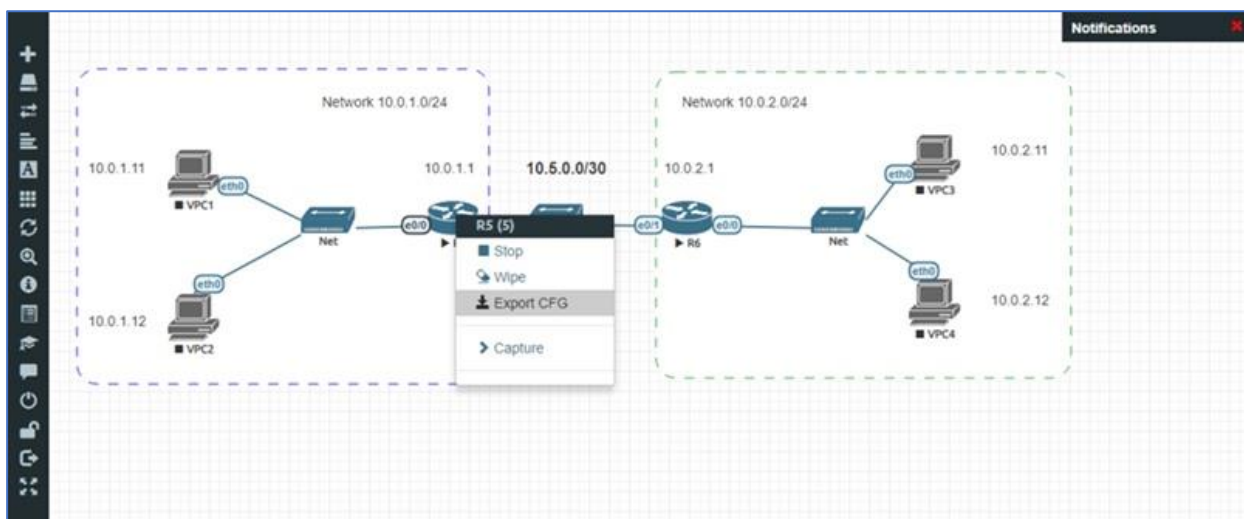 Notifications
Network 10.0.1.0/24
Network 10.0.2.0/24
10.0.1.11
10.0.1.1
10.5.0.0/30
10.0.2.1
10.0.2.11
eth0
VPC1
eth0
VPC3
Net
e0/0
R5 (5)
e0/1
R6
e0/0
Net
Stop
Wipe
Export CFG
Capture
eth0
10.0.1.12
VPC2
eth0
10.0.2.12
VPC4